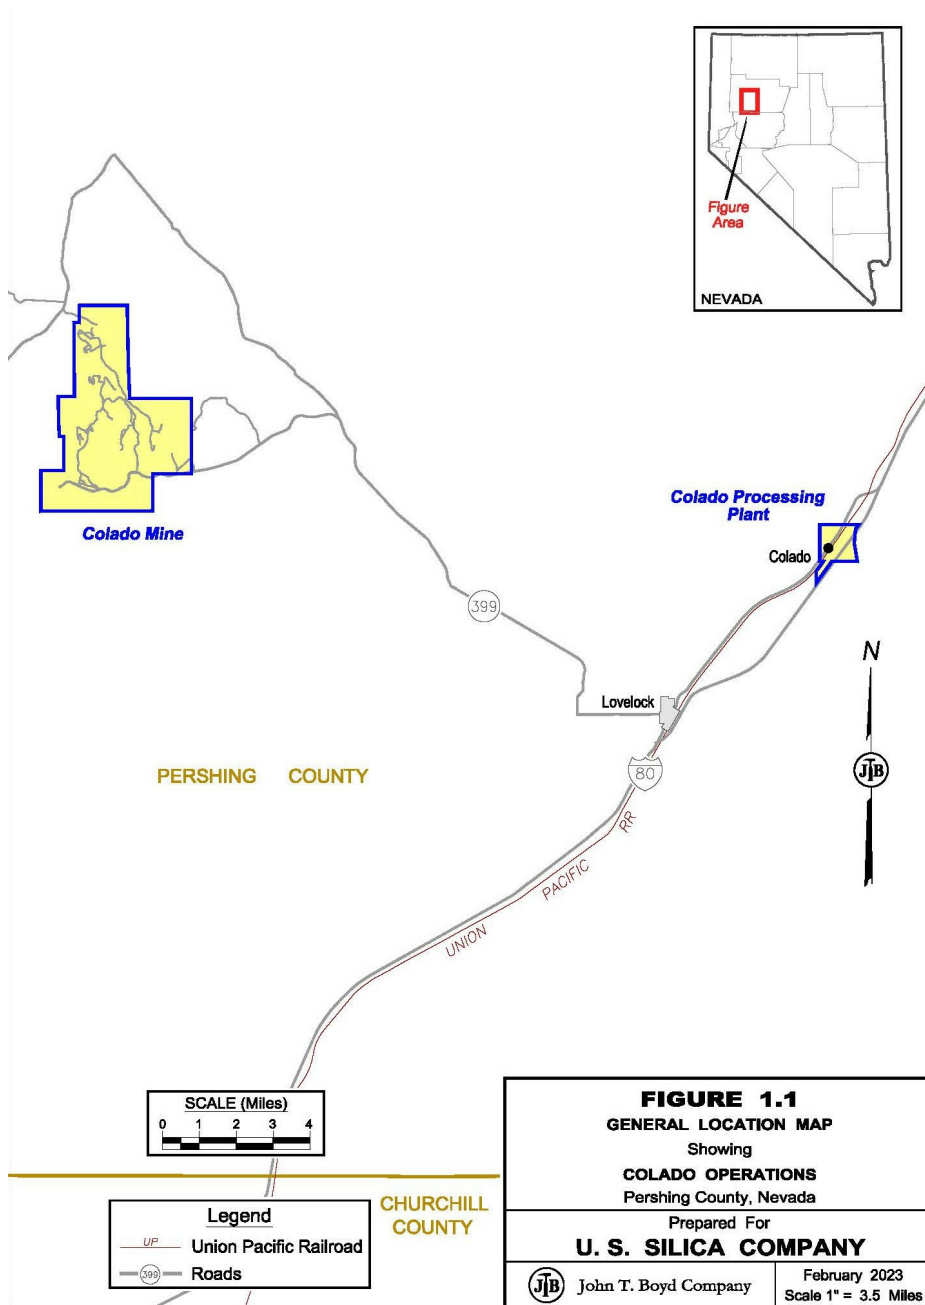 Figure
Area
NEVADA
Colado Mine
Colado Processing
Plant
Colado
399
N
Lovelock
JTB
80
PERSHING COUNTY
UNION PACIFIC RR
SCALE (Miles)
0 1 2 3 4
CHURCHILL
COUNTY
Legend
UP Union Pacific Railroad
399 Roads
FIGURE 1.1
GENERAL LOCATION MAP
Showing
COLADO OPERATIONS
Pershing County, Nevada
Prepared For
U. S. SILICA COMPANY
JTB John T. Boyd Company
February 2023
Scale 1" = 3.5 Miles